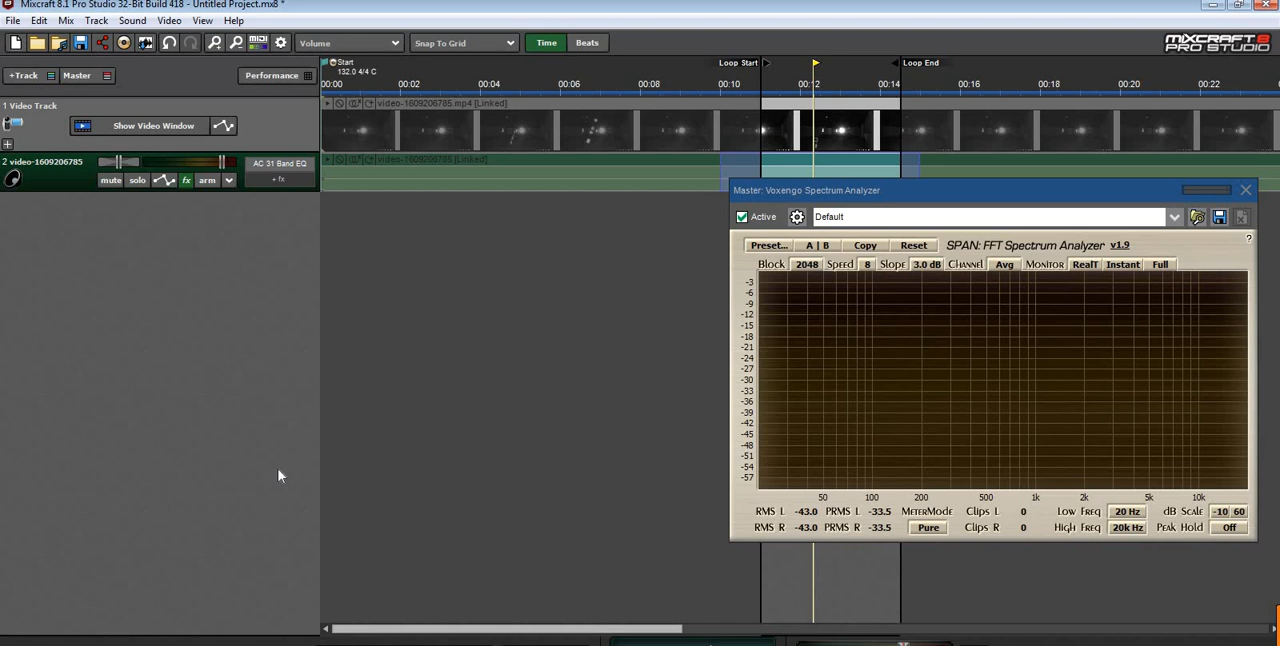 Mixcraft 8.1 Pro Studio 32-Bit Build 418 - Untitled Project.mx8 *
File Edit Mix Track Sound Video View Help
Volume Snap To Grid Time Beats MIXCRAFT 8 PRO STUDIO
+Track Master Performance
Start
132.0 4/4 C
Loop Start Loop End
00:00 00:02 00:04 00:06 00:08 00:10 00:12 00:14 00:16 00:18 00:20 00:22
1 Video Track
Show Video Window
video-1609206785.mp4 [Linked]
2 video-1609206785
AC 31 Band EQ
mute solo fx arm + fx
video-1609206785 [Linked]
Master: Voxengo Spectrum Analyzer
Active Default
Preset... A | B Copy Reset SPAN: FFT Spectrum Analyzer v1.9 ?
Block 2048 Speed 8 Slope 3.0 dB Channel Avg Monitor RealT Instant Full
-3
-6
-9
-12
-15
-18
-21
-24
-27
-30
-33
-36
-39
-42
-45
-48
-51
-54
-57
50 100 200 500 1k 2k 5k 10k
RMS L -43.0 PRMS L -33.5 MeterMode Clips L 0 Low Freq 20 Hz dB Scale -10 60
RMS R -43.0 PRMS R -33.5 Pure Clips R 0 High Freq 20k Hz Peak Hold Off